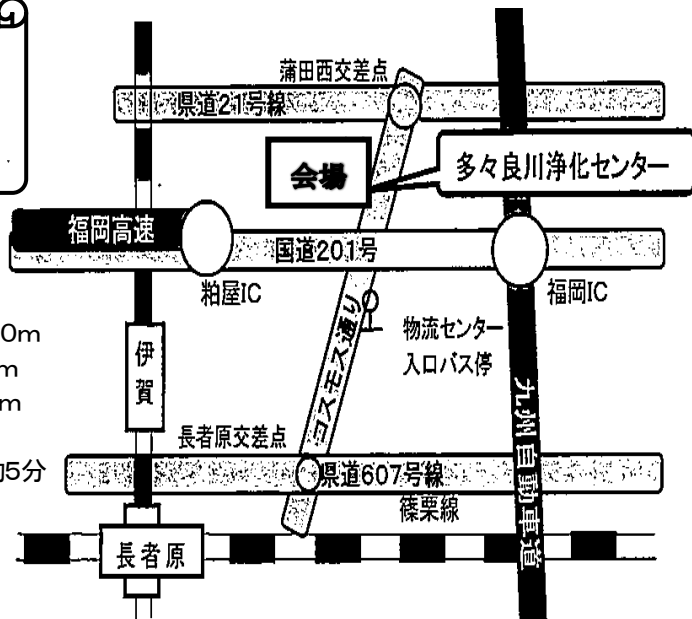 蒲田西交差点
県道21号線
会場
多々良川浄化センター
福岡高速
国道201号
粕屋IC
福岡IC
0m
m
m
5分
伊賀
コスモス通り
物流センター
入口バス停
九州自動車道
長者原交差点
県道607号線
篠栗線
長者原